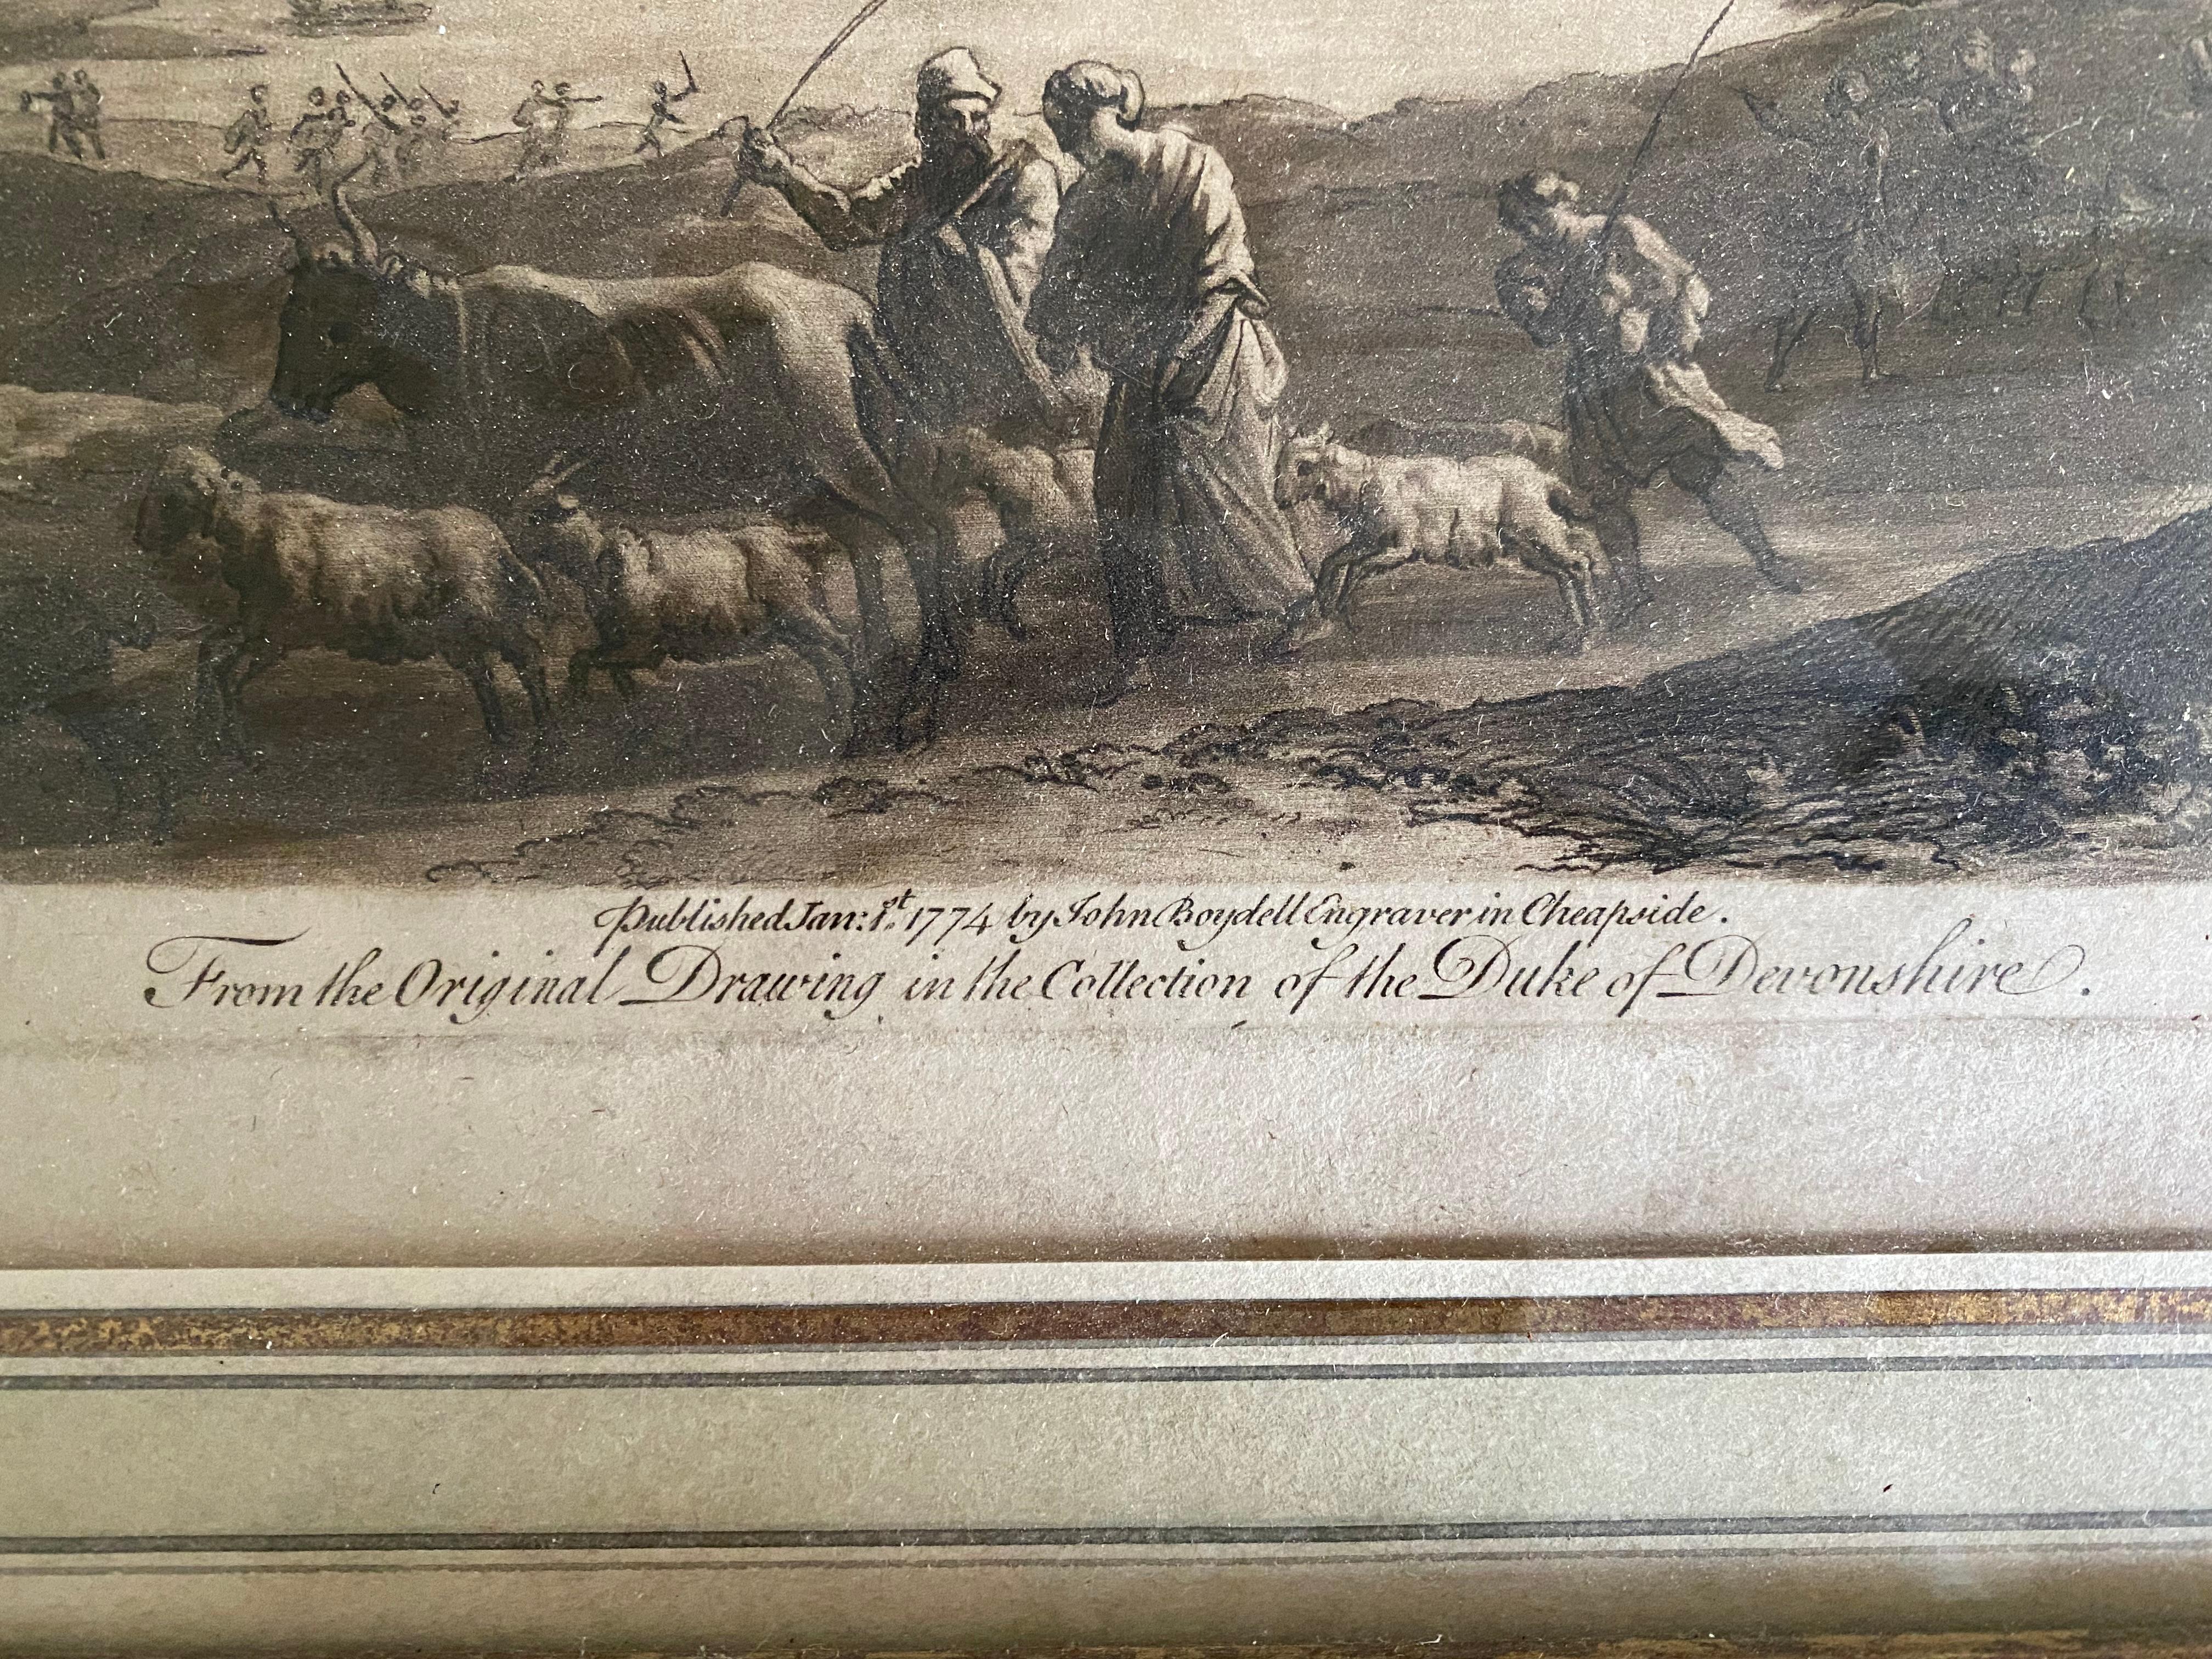 Published Jan: 1st. 1774 by John Boydell Engraver in Cheapside.
From the Original Drawing in the Collection of the Duke of Devonshire.